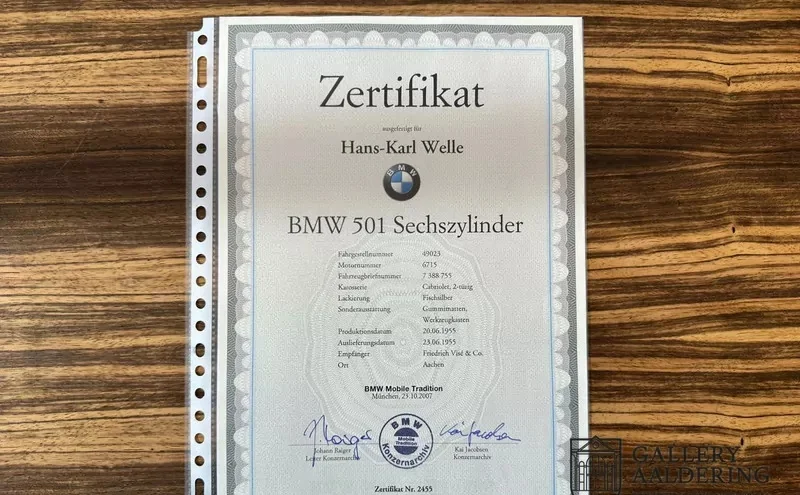 Zertifikat
ausgefertigt für
Hans-Karl Welle
BMW
BMW 501 Sechszylinder
Fahrgestellnummer 49023
Motornummer 6715
Fahrzeugbriefnummer 7 388 755
Karosserie Cabriolet, 2-türig
Lackierung Fischsilber
Sonderausstattung Gummimatten,
Werkzeugkasten
Produktionsdatum 20.06.1955
Auslieferungsdatum 23.06.1955
Empfänger Friedrich Visé & Co.
Ort Aachen
BMW Mobile Tradition
München, 23.10.2007
BMW
Mobile
Tradition
Konzernarchiv
Johann Raiger Kai Jacobsen
Leiter Konzernarchiv Konzernarchiv
Zertifikat Nr. 2455
GALLERY
AALDERING